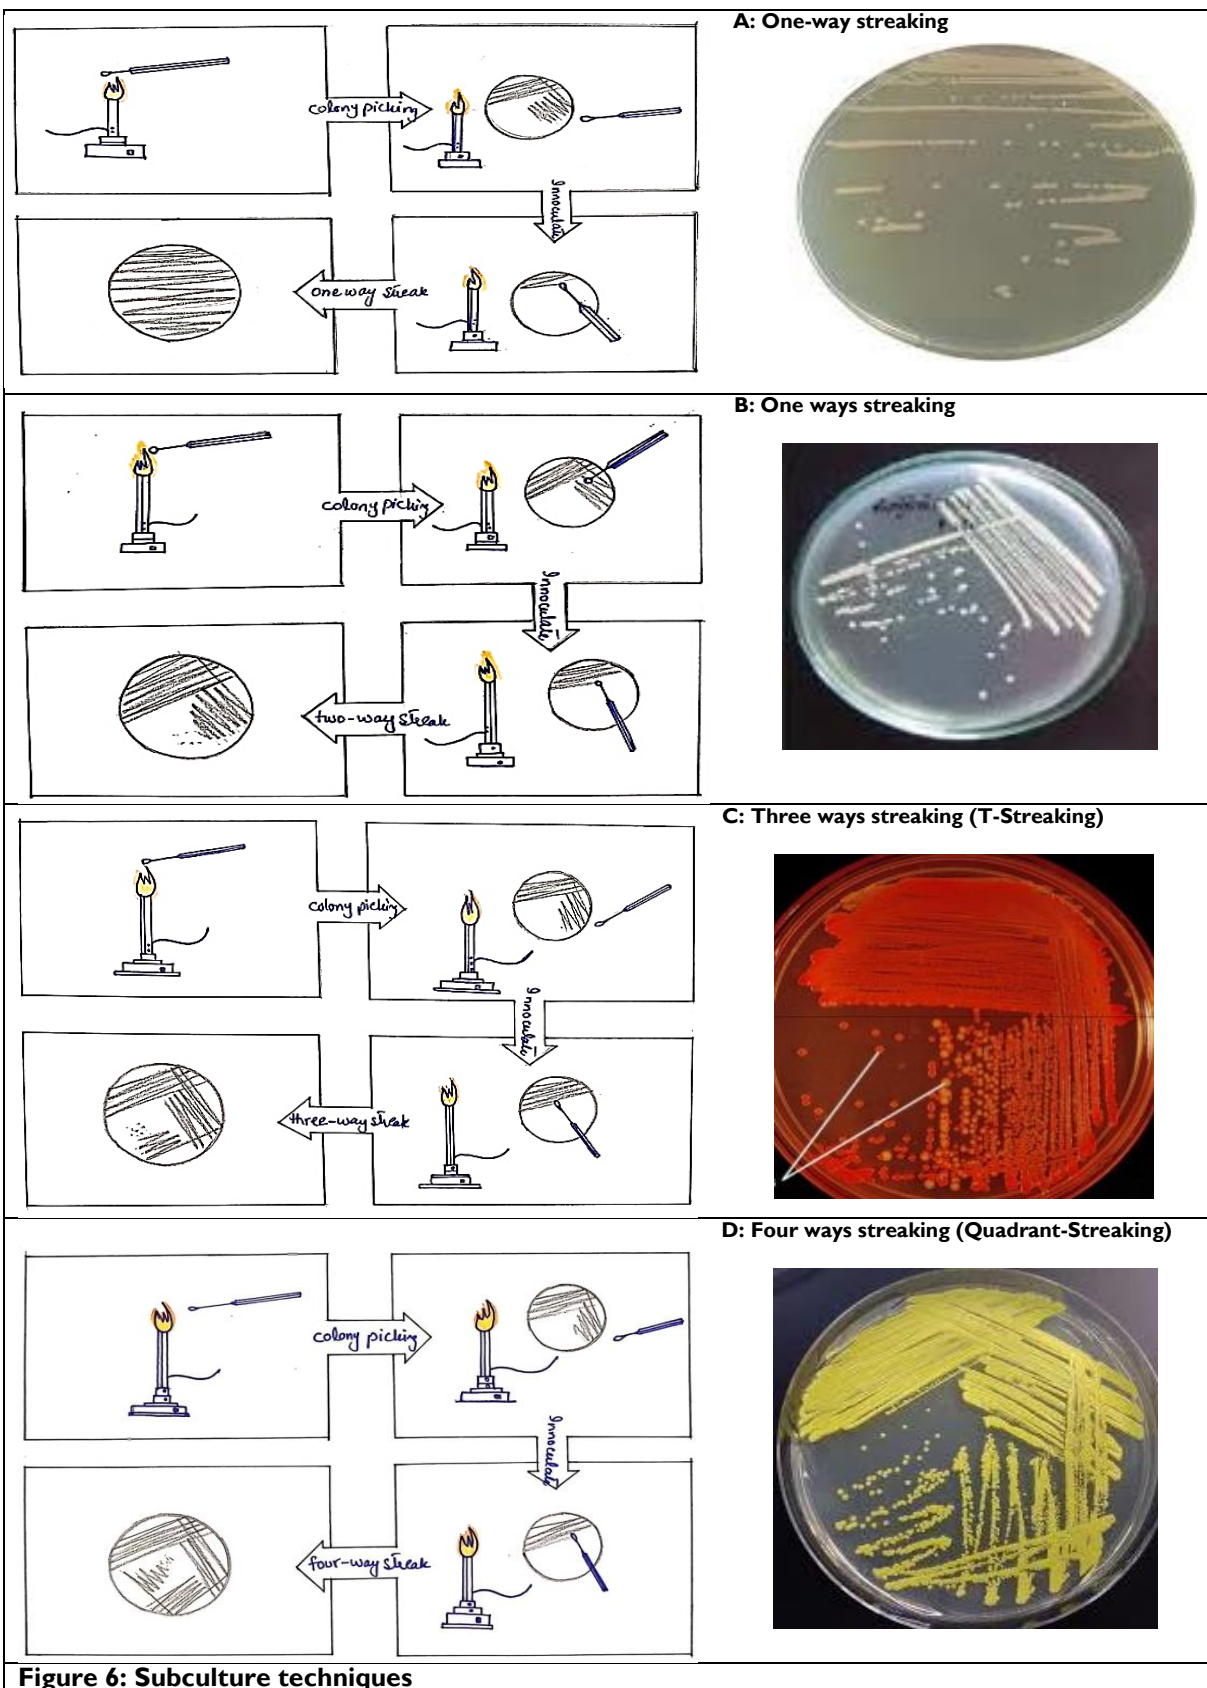 A: One-way streaking
colony picking
Innoculate
one way streak
B: One ways streaking
colony picking
Innoculate
two-way streak
C: Three ways streaking (T-Streaking)
colony picking
Innoculate
three-way streak
D: Four ways streaking (Quadrant-Streaking)
colony picking
Innoculate
four-way streak
Figure 6: Subculture techniques